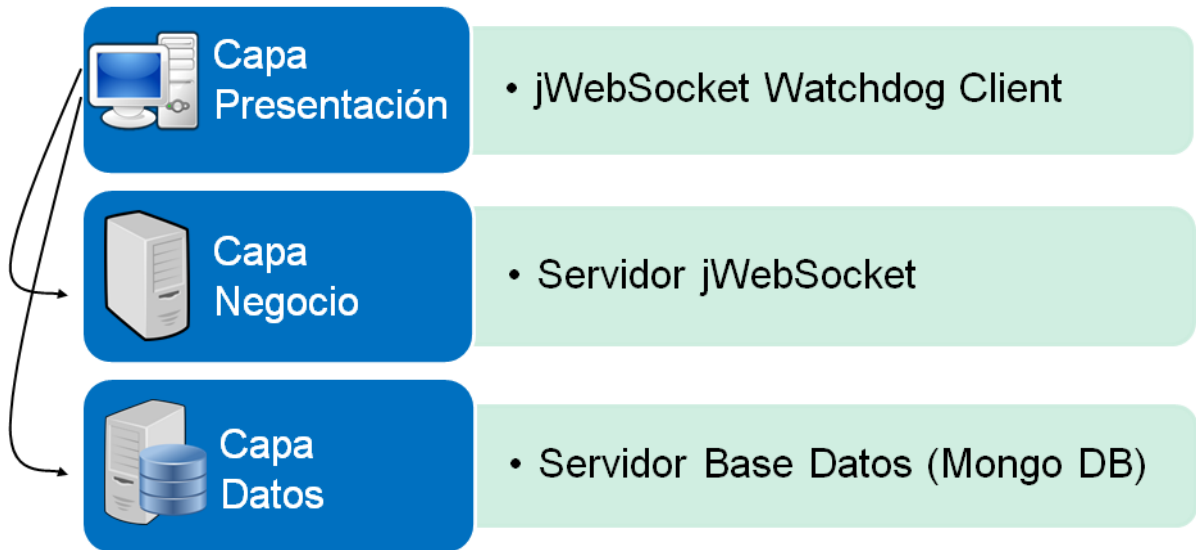 Capa
Presentación
• jWebSocket Watchdog Client
Capa
Negocio
• Servidor jWebSocket
Capa
Datos
• Servidor Base Datos (Mongo DB)